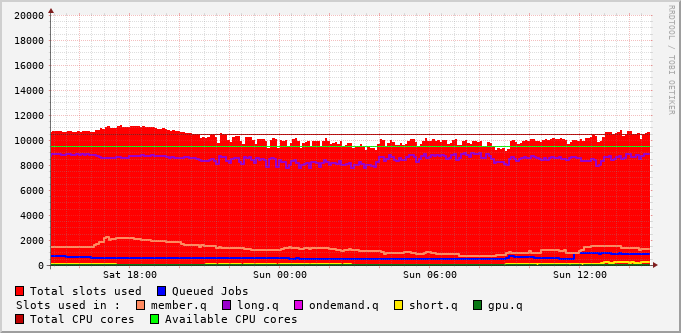 RRDTOOL / TOBI OETIKER
20000
18000
16000
14000
12000
10000
8000
6000
4000
2000
0
Sat 18:00 Sun 00:00 Sun 06:00 Sun 12:00
Total slots used Queued Jobs
Slots used in : member.q long.q ondemand.q short.q gpu.q
Total CPU cores Available CPU cores